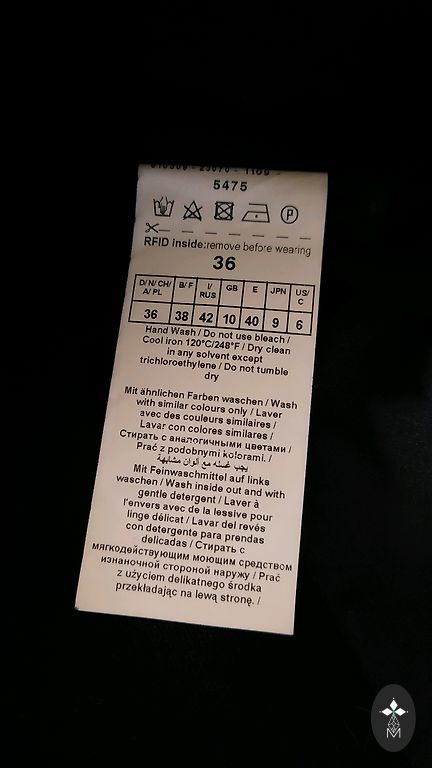 5475
P
RFID inside:remove before wearing
36
D/N/CH/ A/PL B/F I/ RUS GB E JPN US/ C
36 38 42 10 40 9 6
Hand Wash / Do not use bleach /
Cool iron 120°C/248°F / Dry clean
in any solvent except
trichloroethylene / Do not tumble
dry
Mit ähnlichen Farben waschen / Wash
with similar colours only / Laver
avec des couleurs similaires /
Lavar con colores similares /
Стирать с аналогичными цветами /
Prać z podobnymi kolorami. /
يجب غسله مع ألوان مشابهة
Mit Feinwaschmittel auf links
waschen / Wash inside out and with
gentle detergent / Laver à
l'envers avec de la lessive pour
linge délicat / Lavar del revés
con detergente para prendas
delicadas / Стирать с
мягкодействующим моющим средством
изнаночной стороной наружу / Prać
z użyciem delikatnego środka
przekładając na lewą stronę. /
M